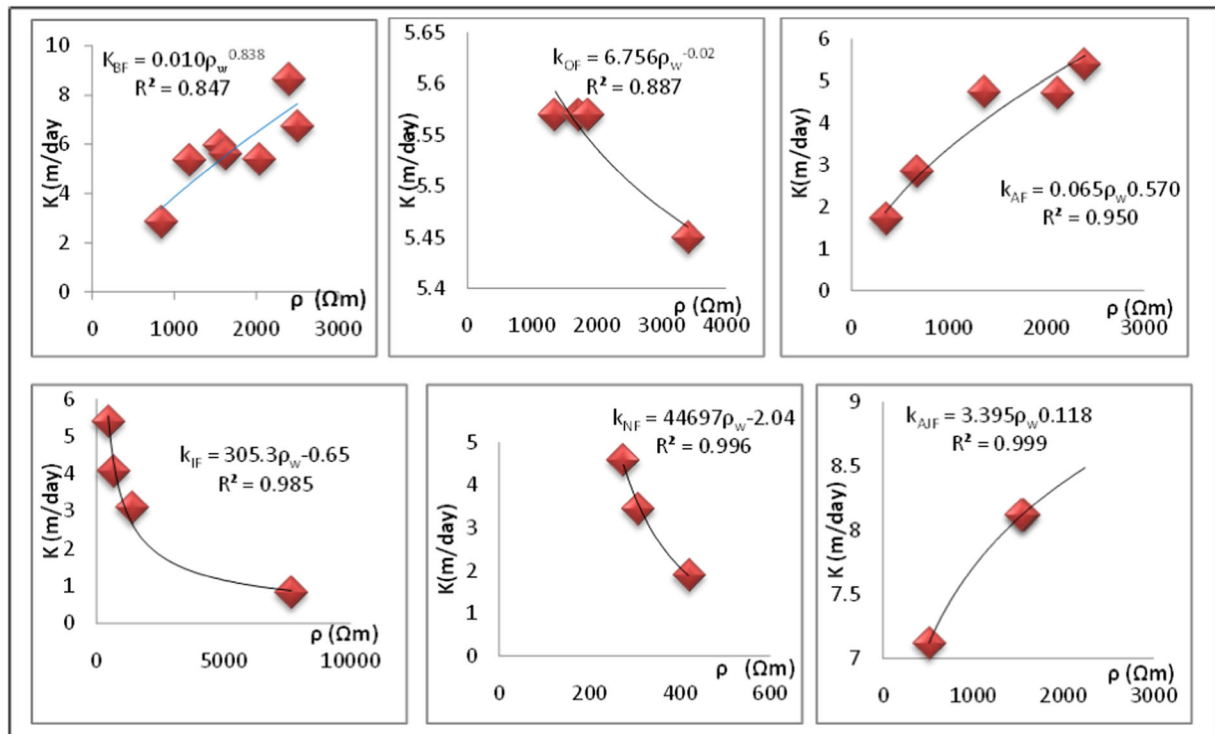 K_BF = 0.010ρ_w^0.838
R² = 0.847
K (m/day)
10
8
6
4
2
0
0 1000 2000 3000
ρ (Ωm)
k_OF = 6.756ρ_w^-0.02
R² = 0.887
K (m/day)
5.65
5.6
5.55
5.5
5.45
5.4
0 1000 2000 3000 4000
ρ (Ωm)
k_AF = 0.065ρ_w0.570
R² = 0.950
K(m/day)
6
5
4
3
2
1
0
0 1000 2000 3000
ρ (Ωm)
k_IF = 305.3ρ_w-0.65
R² = 0.985
K (m/day)
6
5
4
3
2
1
0
0 5000 10000
ρ (Ωm)
k_NF = 44697ρ_w-2.04
R² = 0.996
K(m/day)
5
4
3
2
1
0
0 200 400 600
ρ (Ωm)
k_AJF = 3.395ρ_w0.118
R² = 0.999
K (m/day)
9
8.5
8
7.5
7
0 1000 2000 3000
ρ (Ωm)